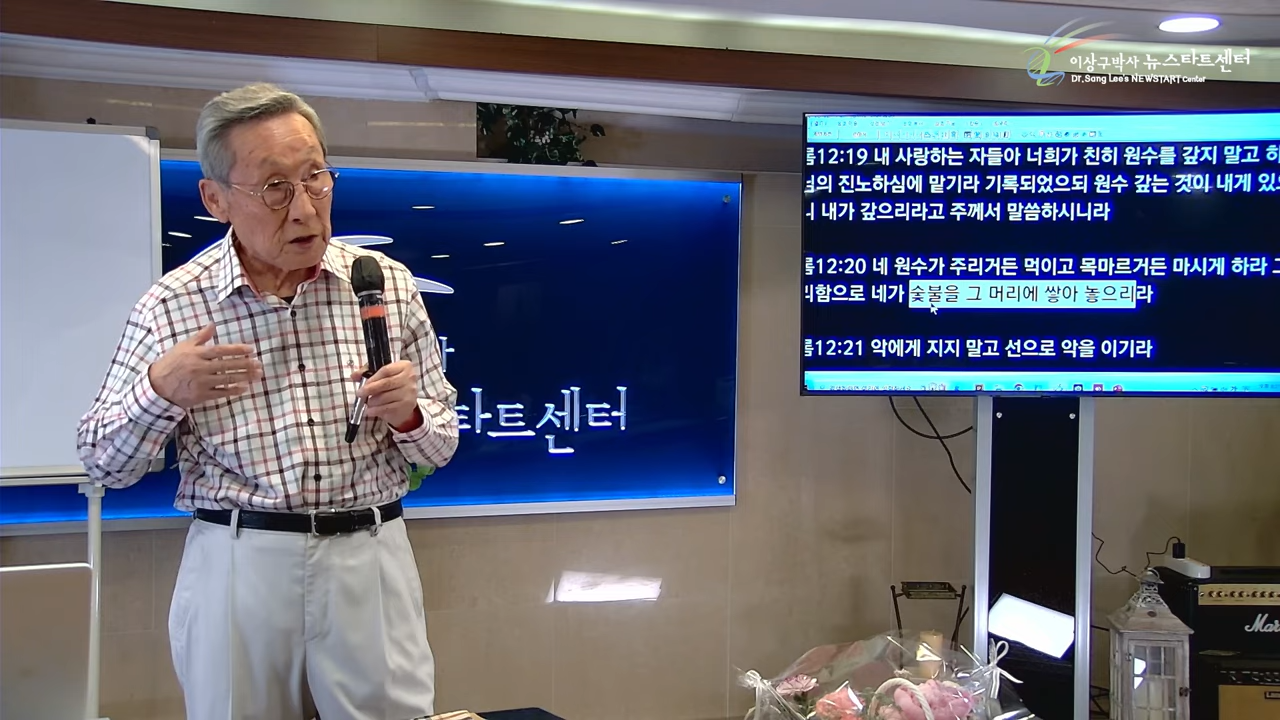 이상구박사 뉴스타트센터
Dr. Sang Lee's NEWSTART Center
롬12:19 내 사랑하는 자들아 너희가 친히 원수를 갚지 말고 하
의 진노하심에 맡기라 기록되었으되 원수 갚는 것이 내게 있
내가 갚으리라고 주께서 말씀하시니라
롬12:20 네 원수가 주리거든 먹이고 목마르거든 마시게 하라 그
리함으로 네가 숯불을 그 머리에 쌓아 놓으리라
롬12:21 악에게 지지 말고 선으로 악을 이기라
타트센터
Mar